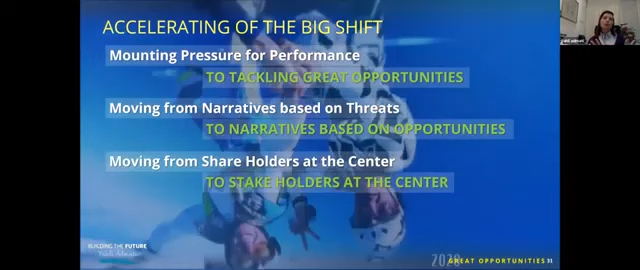 ACCELERATING OF THE BIG SHIFT
Mounting Pressure for Performance
TO TACKLING GREAT OPPORTUNITIES
Moving from Narratives based on Threats
TO NARRATIVES BASED ON OPPORTUNITIES
Moving from Share Holders at the Center
TO STAKE HOLDERS AT THE CENTER
BUILDING THE FUTURE
GREAT OPPORTUNITIES 31